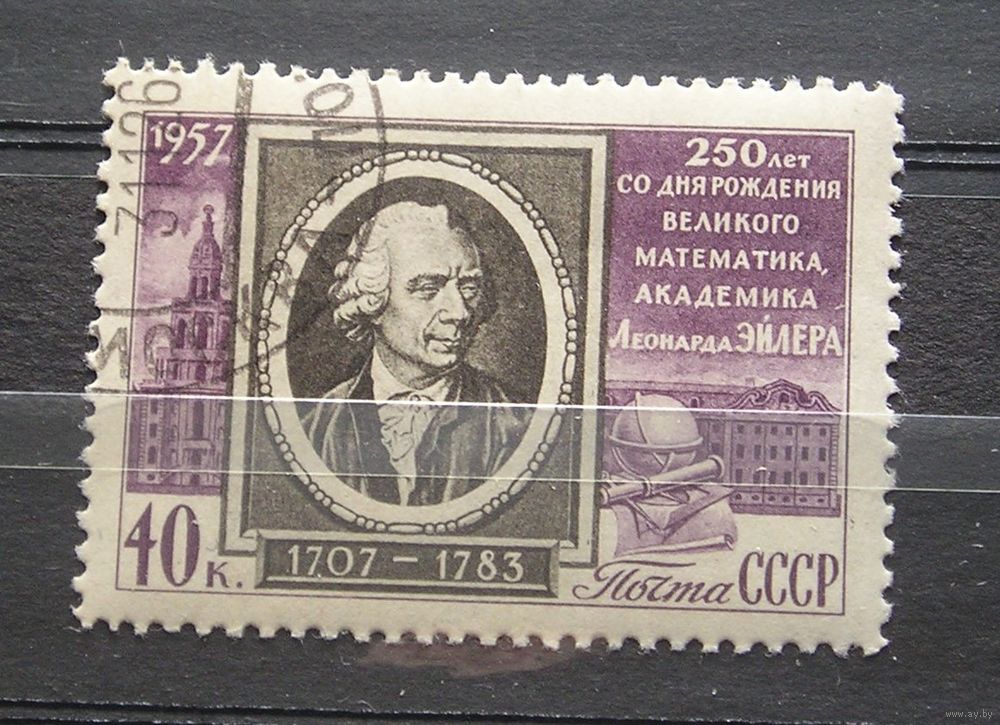 1957
250 лет
СО ДНЯ РОЖДЕНИЯ
ВЕЛИКОГО
МАТЕМАТИКА,
АКАДЕМИКА
ЛЕОНАРДА ЭЙЛЕРА
40 К.
1707 – 1783
Почта СССР
www.ay.by